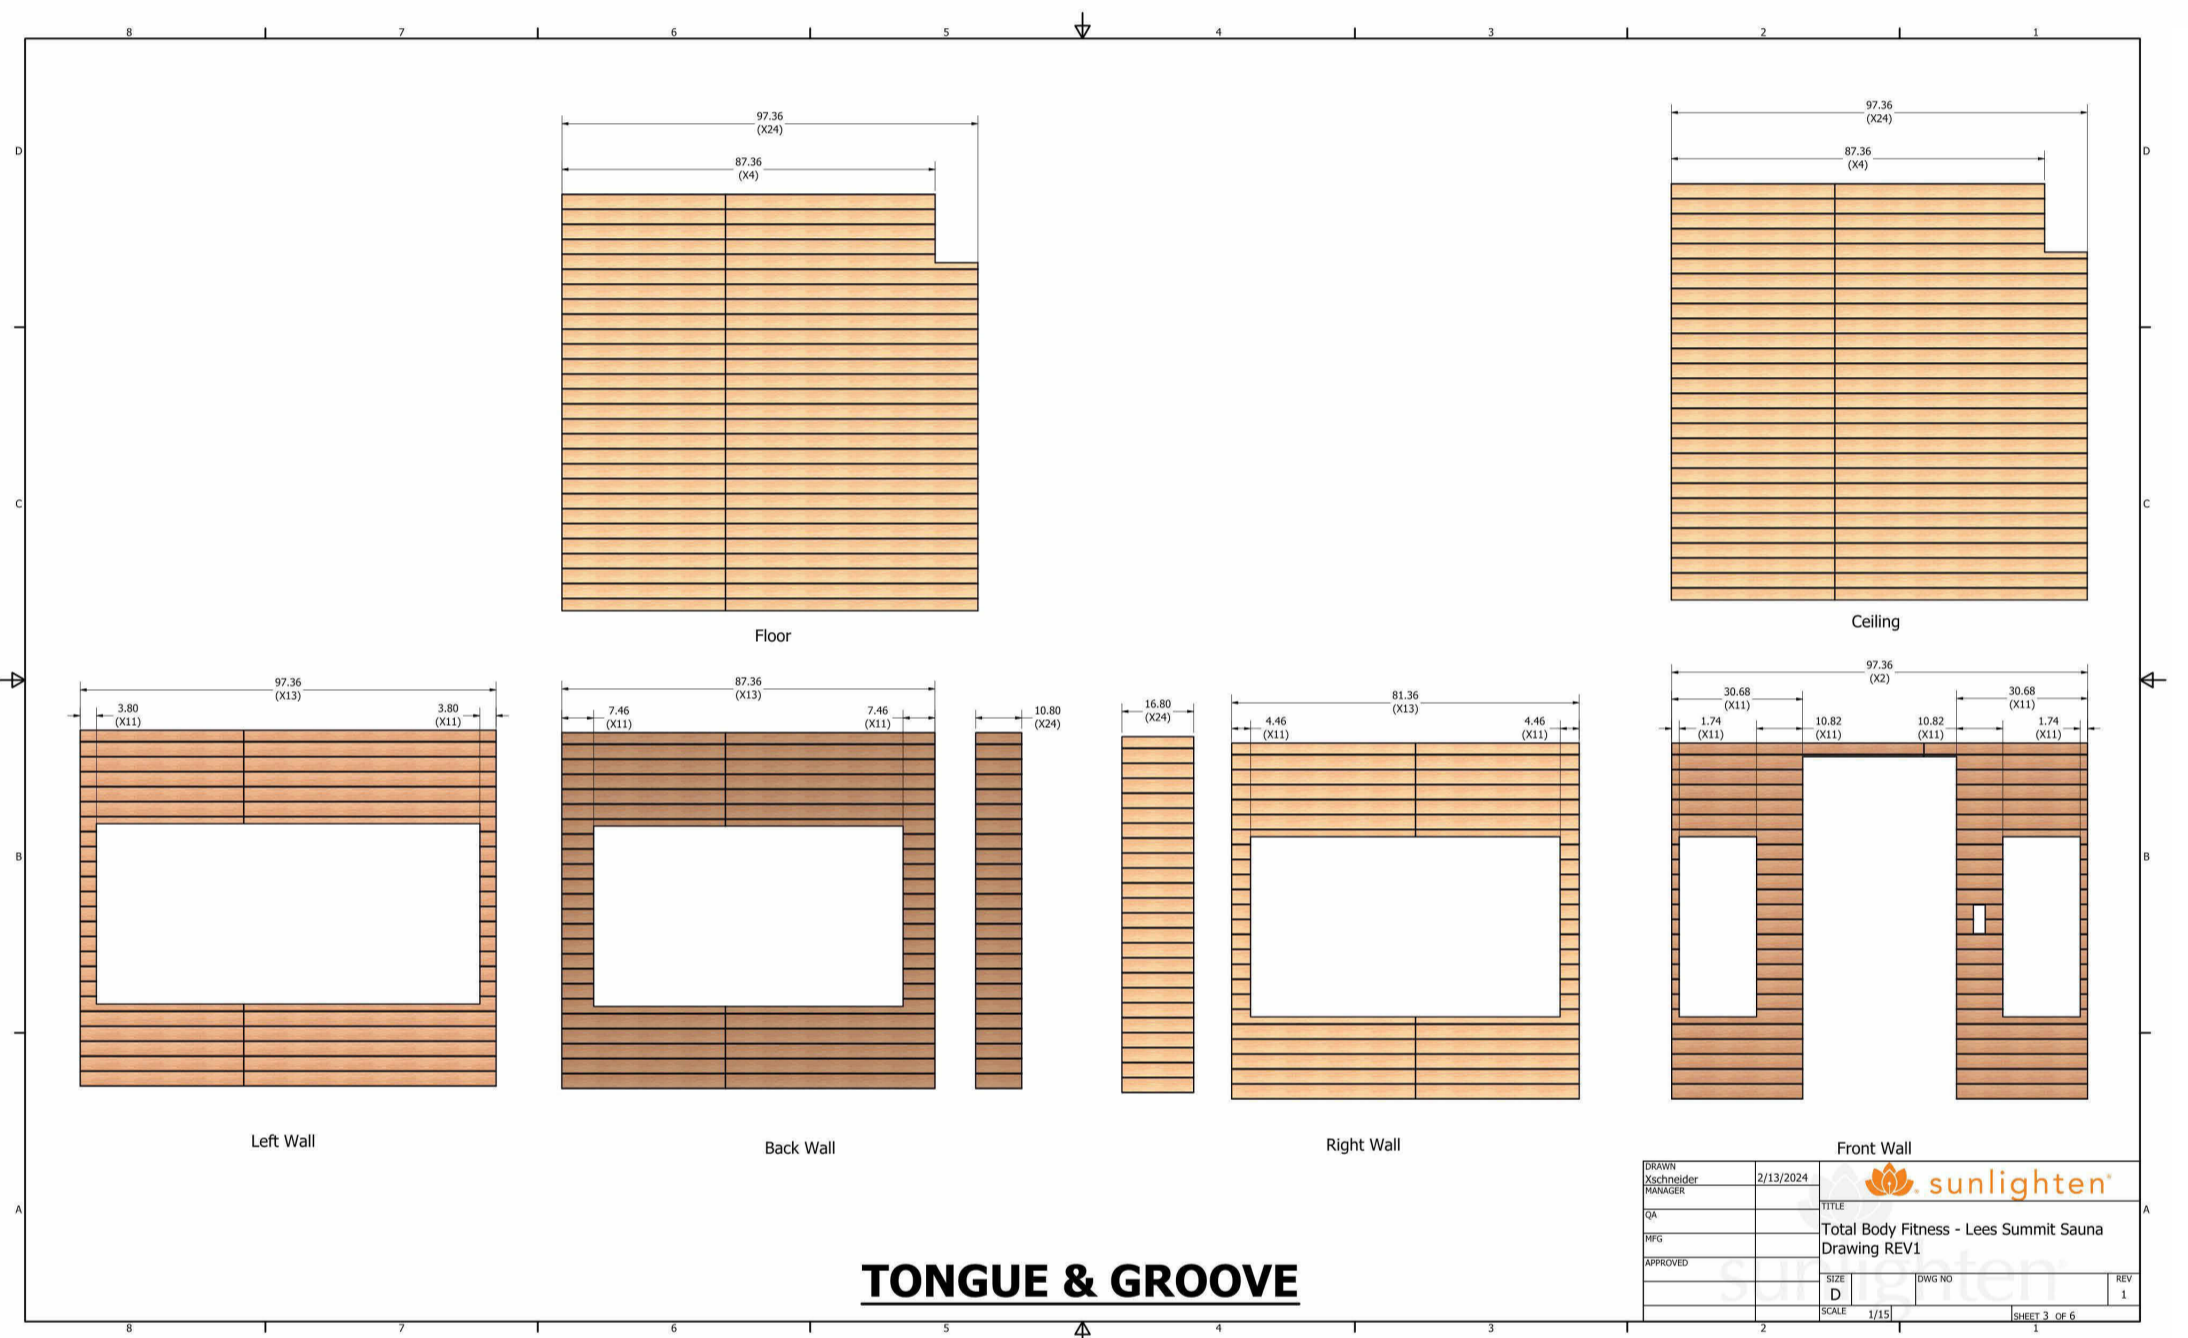 8 7 6 5 4 3 2 1
D
D
97.36
(X24)
87.36
(X4)
97.36
(X24)
87.36
(X4)
C
C
Floor
Ceiling
97.36
(X13)
3.80
(X11)
3.80
(X11)
87.36
(X13)
7.46
(X11)
7.46
(X11)
10.80
(X24)
16.80
(X24)
81.36
(X13)
4.46
(X11)
4.46
(X11)
97.36
(X2)
30.68
(X11)
30.68
(X11)
1.74
(X11)
10.82
(X11)
10.82
(X11)
1.74
(X11)
B
B
Left Wall
Back Wall
Right Wall
Front Wall
A
A
TONGUE & GROOVE
DRAWN
Xschneider
2/13/2024
MANAGER
QA
MFG
APPROVED
sunlighten
TITLE
Total Body Fitness - Lees Summit Sauna
Drawing REV1
sunlighten
SIZE
D
DWG NO
REV
1
SCALE
1/15
SHEET 3 OF 6
8 7 6 5 4 3 2 1